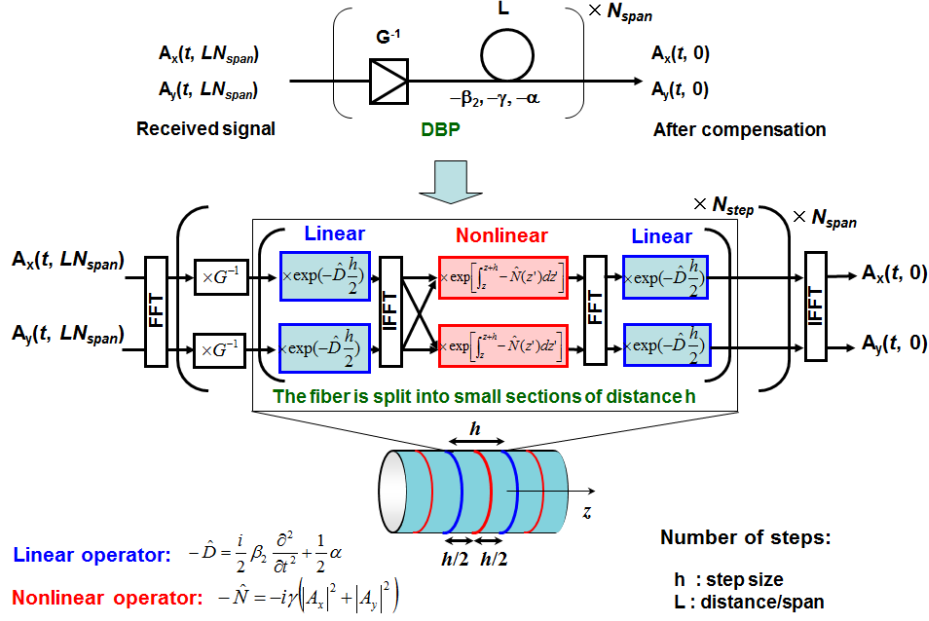 L
× N_span
G⁻¹
A_x(t, LN_span)
A_x(t, 0)
A_y(t, LN_span)
A_y(t, 0)
−β₂, −γ, −α
Received signal
DBP
After compensation
× N_step
× N_span
Linear
Nonlinear
Linear
A_x(t, LN_span)
FFT
×G⁻¹
×exp(−D̂ h/2)
IFFT
×exp[∫_z^{z+h} −N̂(z')dz']
FFT
×exp(−D̂ h/2)
IFFT
A_x(t, 0)
A_y(t, LN_span)
×G⁻¹
×exp(−D̂ h/2)
×exp[∫_z^{z+h} −N̂(z')dz']
×exp(−D̂ h/2)
A_y(t, 0)
The fiber is split into small sections of distance h
h
z
h/2 h/2
Linear operator: −D̂ = i/2 β₂ ∂²/∂t² + 1/2 α
Nonlinear operator: −N̂ = −iγ(|A_x|² + |A_y|²)
Number of steps:
h : step size
L : distance/span